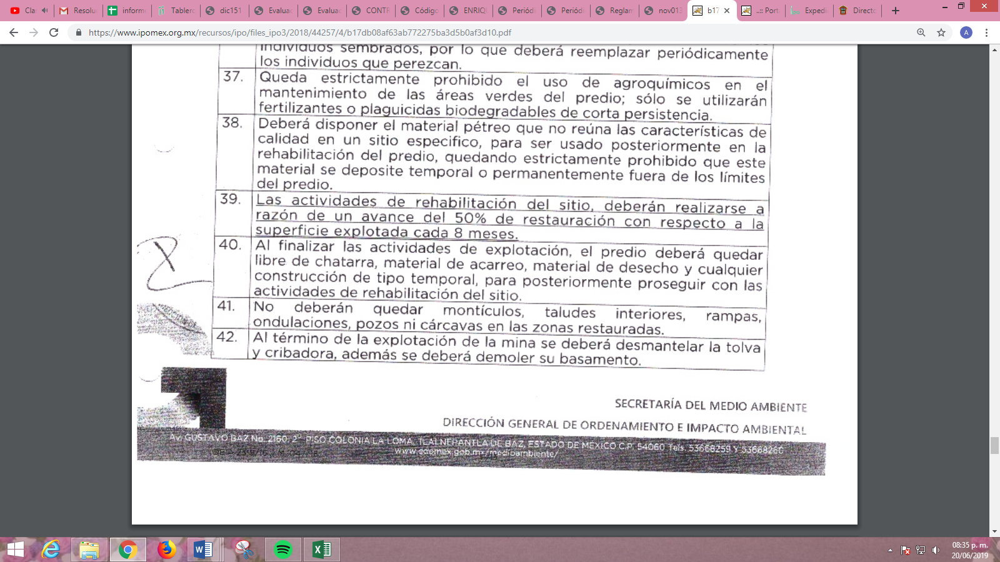 Cla
Resolu
inform
Tablero
dic151
Evaluac
Evaluac
CONTR
Código
ENRIQU
Periód
Periódi
Reglam
nov013
b17
..:: Port
Expedi
Directo
https://www.ipomex.org.mx/recursos/ipo/files_ipo3/2018/44257/4/b17db08af63ab772275ba3d5b0af3d10.pdf
A
individuos sembrados, por lo que deberá reemplazar periódicamente
los individuos que perezcan.
37. Queda estrictamente prohibido el uso de agroquímicos en el
mantenimiento de las áreas verdes del predio; sólo se utilizarán
fertilizantes o plaguicidas biodegradables de corta persistencia.
38. Deberá disponer el material pétreo que no reúna las características de
calidad en un sitio especifico, para ser usado posteriormente en la
rehabilitación del predio, quedando estrictamente prohibido que este
material se deposite temporal o permanentemente fuera de los límites
del predio.
39. Las actividades de rehabilitación del sitio, deberán realizarse a
razón de un avance del 50% de restauración con respecto a la
superficie explotada cada 8 meses.
40. Al finalizar las actividades de explotación, el predio deberá quedar
libre de chatarra, material de acarreo, material de desecho y cualquier
construcción de tipo temporal, para posteriormente proseguir con las
actividades de rehabilitación del sitio.
41. No deberán quedar montículos, taludes interiores, rampas,
ondulaciones, pozos ni cárcavas en las zonas restauradas.
42. Al término de la explotación de la mina se deberá desmantelar la tolva
y cribadora, además se deberá demoler su basamento.
SECRETARÍA DEL MEDIO AMBIENTE
DIRECCIÓN GENERAL DE ORDENAMIENTO E IMPACTO AMBIENTAL
Av. GUSTAVO BAZ No. 2160, 2° PISO COLONIA LA LOMA, TLALNEPANTLA DE BAZ, ESTADO DE MÉXICO C.P. 54060 Tels. 53668259 Y 53668260
www.edomex.gob.mx/medioambiente/
08:35 p. m.
20/06/2019